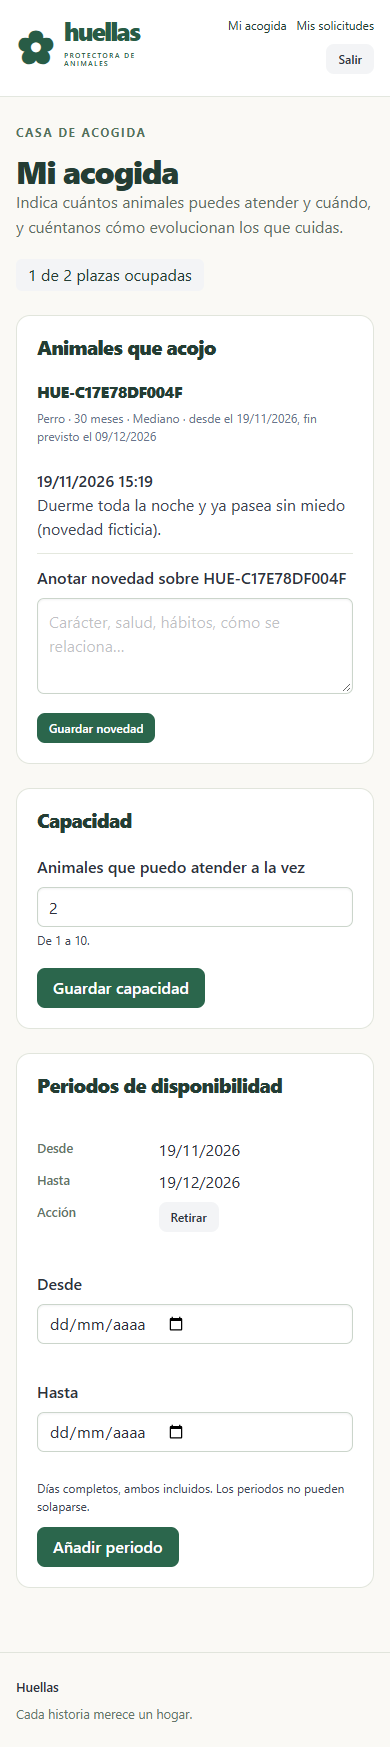 huellas
PROTECTORA DE
ANIMALES
Mi acogida Mis solicitudes
Salir
CASA DE ACOGIDA
Mi acogida
Indica cuántos animales puedes atender y cuándo,
y cuéntanos cómo evolucionan los que cuidas.
1 de 2 plazas ocupadas
Animales que acojo
HUE-C17E78DF004F
Perro · 30 meses · Mediano · desde el 19/11/2026, fin
previsto el 09/12/2026
19/11/2026 15:19
Duerme toda la noche y ya pasea sin miedo
(novedad ficticia).
Anotar novedad sobre HUE-C17E78DF004F
Carácter, salud, hábitos, cómo se
relaciona...
Guardar novedad
Capacidad
Animales que puedo atender a la vez
2
De 1 a 10.
Guardar capacidad
Periodos de disponibilidad
Desde 19/11/2026
Hasta 19/12/2026
Acción Retirar
Desde
dd/mm/aaaa
Hasta
dd/mm/aaaa
Días completos, ambos incluidos. Los periodos no pueden
solaparse.
Añadir periodo
Huellas
Cada historia merece un hogar.